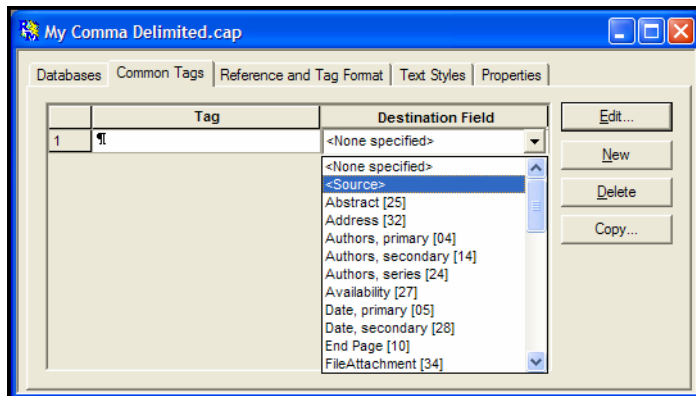 My Comma Delimited.cap
Databases Common Tags Reference and Tag Format Text Styles Properties
Tag Destination Field
1 ¶ <None specified>
<None specified>
<Source>
Abstract [25]
Address [32]
Authors, primary [04]
Authors, secondary [14]
Authors, series [24]
Availability [27]
Date, primary [05]
Date, secondary [28]
End Page [10]
FileAttachment [34]
Edit...
New
Delete
Copy...